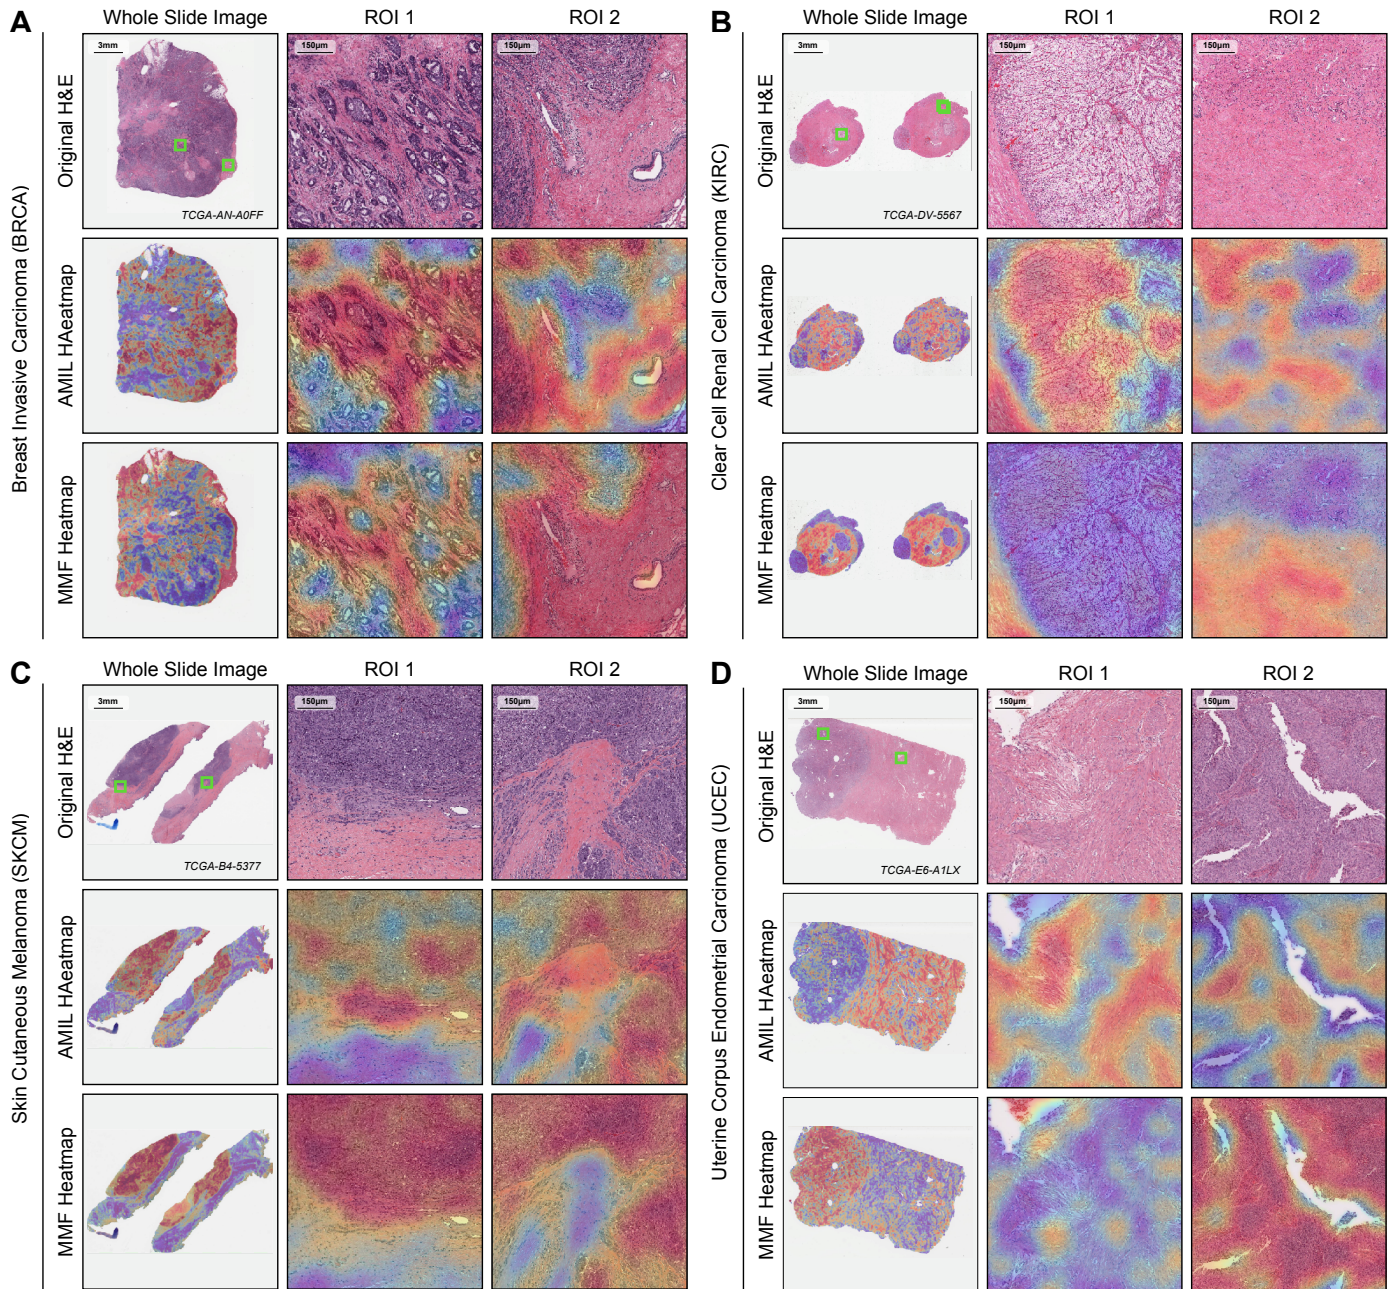 A
Whole Slide Image
ROI 1
ROI 2
Breast Invasive Carcinoma (BRCA)
Original H&E
3mm
TCGA-AN-A0FF
150µm
150µm
AMIL HAeatmap
MMF Heatmap
B
Whole Slide Image
ROI 1
ROI 2
Clear Cell Renal Cell Carcinoma (KIRC)
Original H&E
3mm
TCGA-DV-5567
150µm
150µm
AMIL HAeatmap
MMF Heatmap
C
Whole Slide Image
ROI 1
ROI 2
Skin Cutaneous Melanoma (SKCM)
Original H&E
3mm
TCGA-B4-5377
150µm
150µm
AMIL HAeatmap
MMF Heatmap
D
Whole Slide Image
ROI 1
ROI 2
Uterine Corpus Endometrial Carcinoma (UCEC)
Original H&E
3mm
TCGA-E6-A1LX
150µm
150µm
AMIL HAeatmap
MMF Heatmap